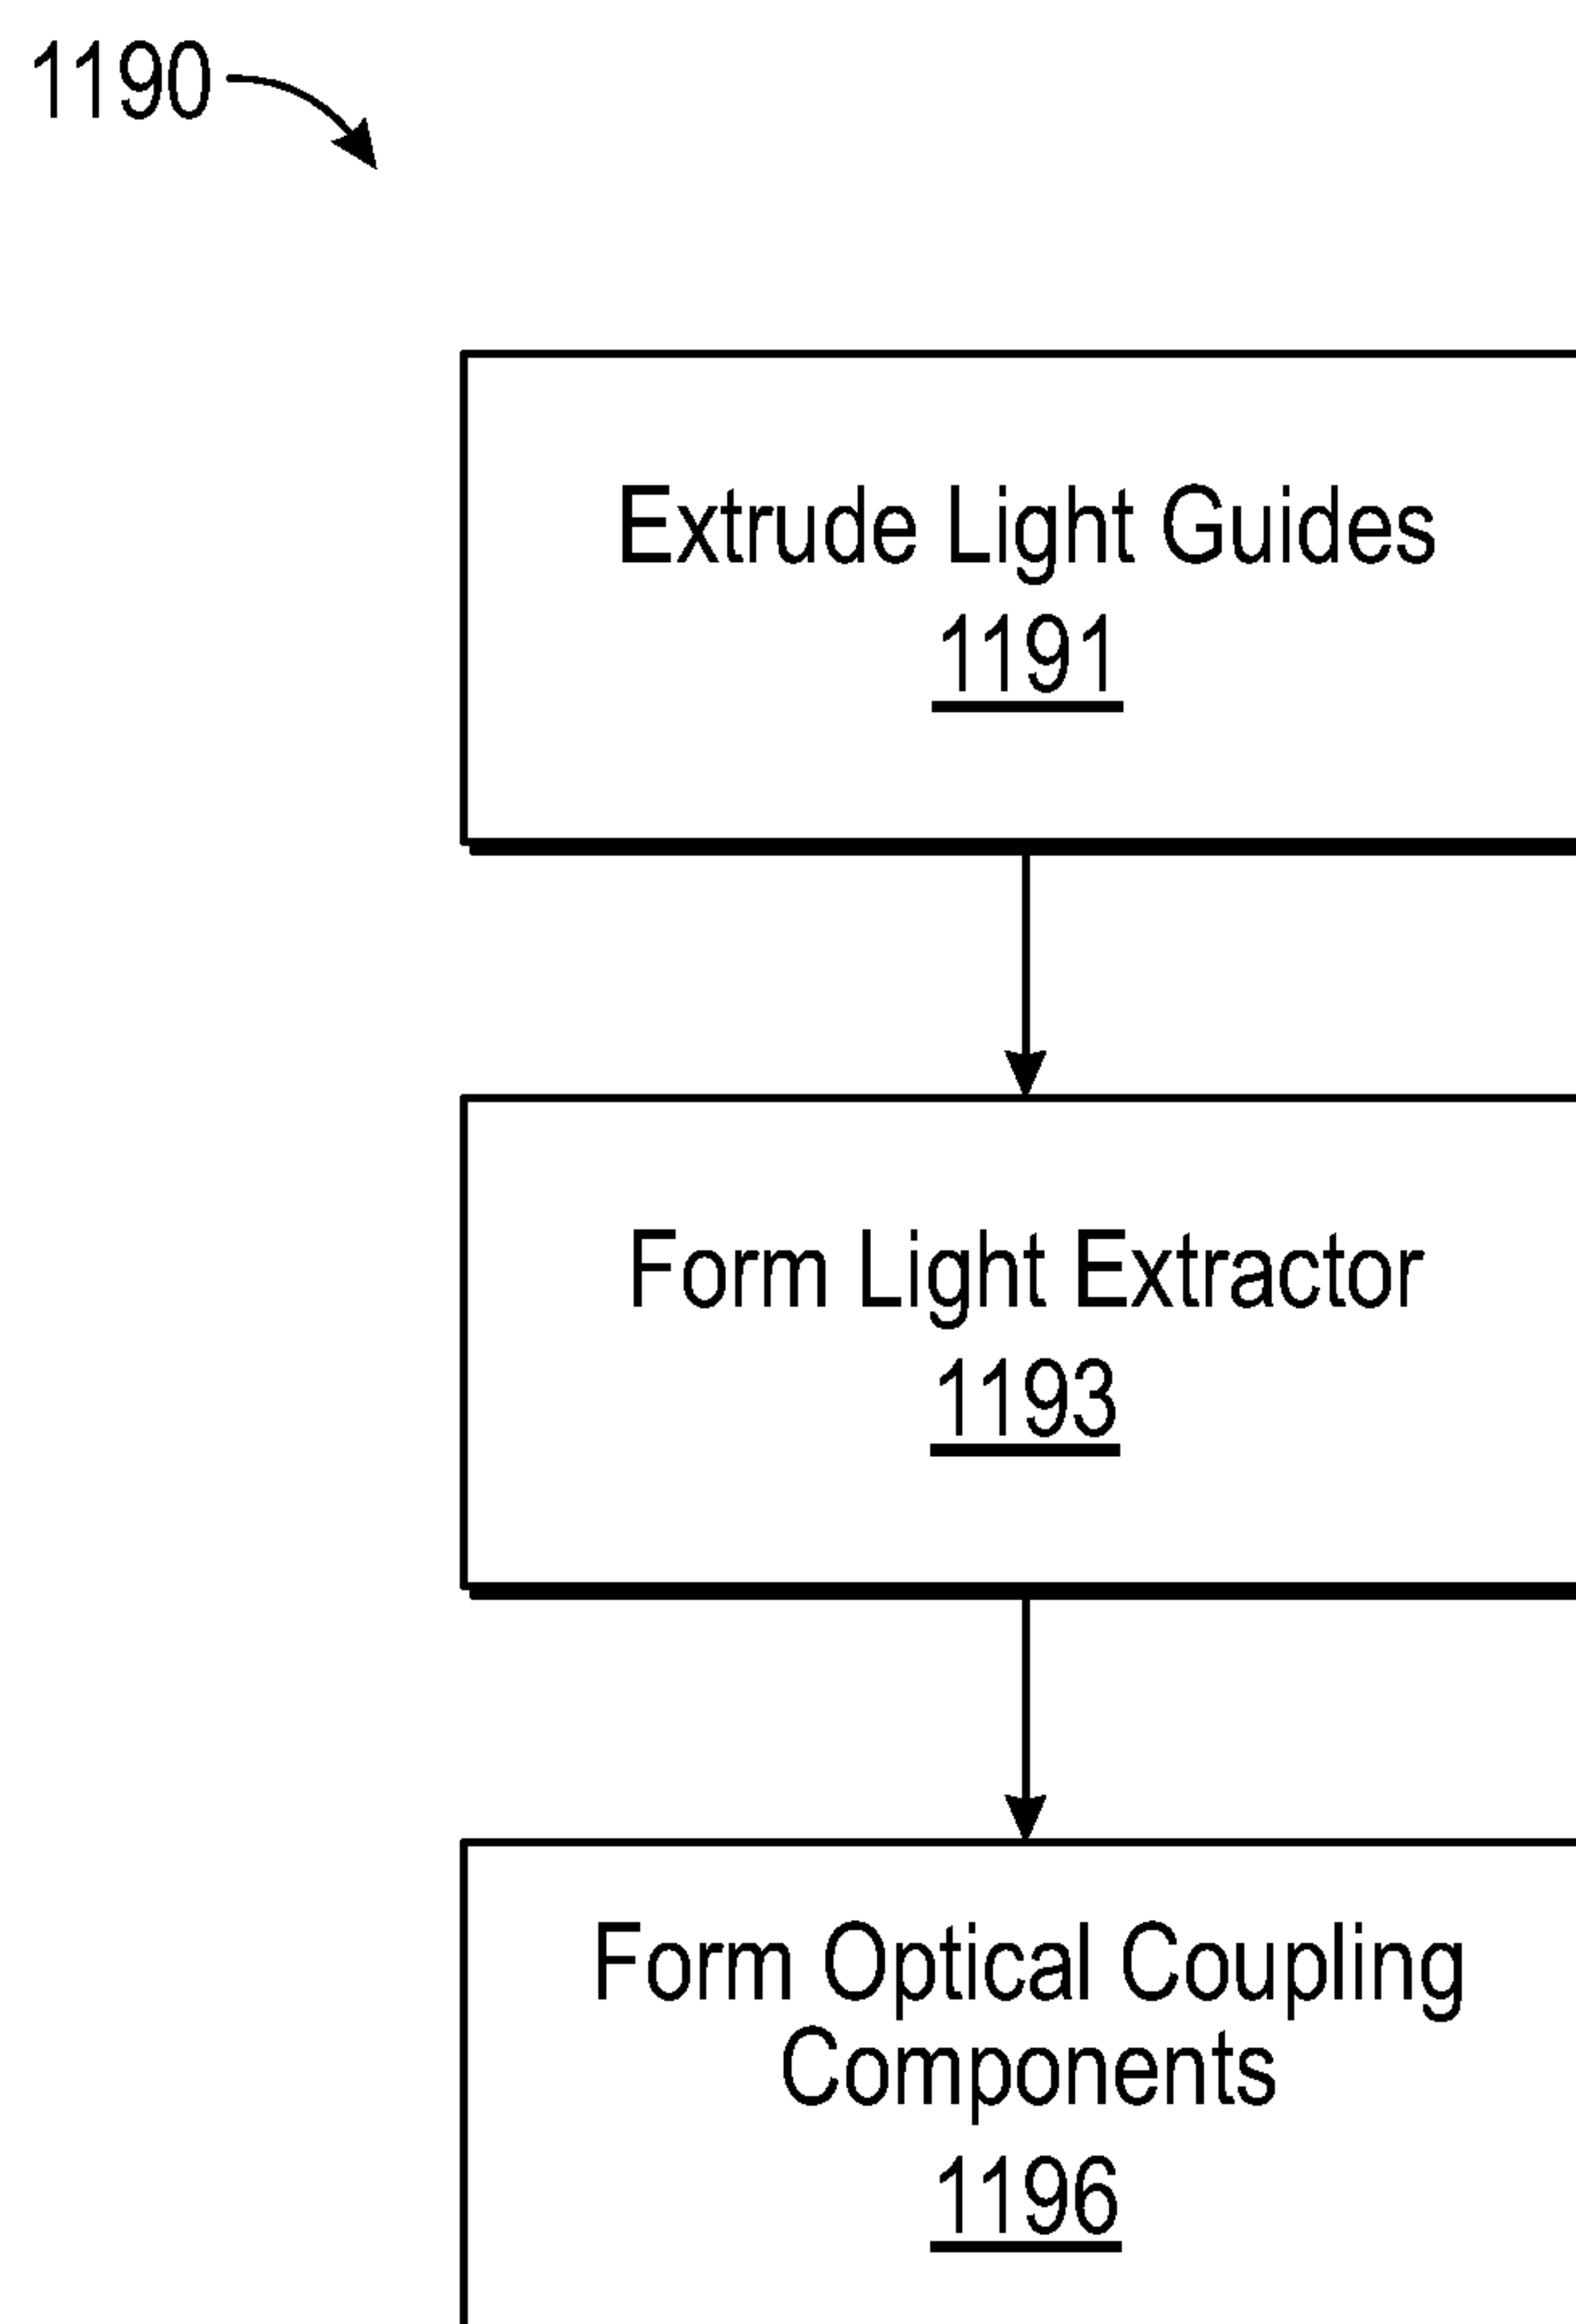 1190
Extrude Light Guides
1191
Form Light Extractor
1193
Form Optical Coupling
Components
1196